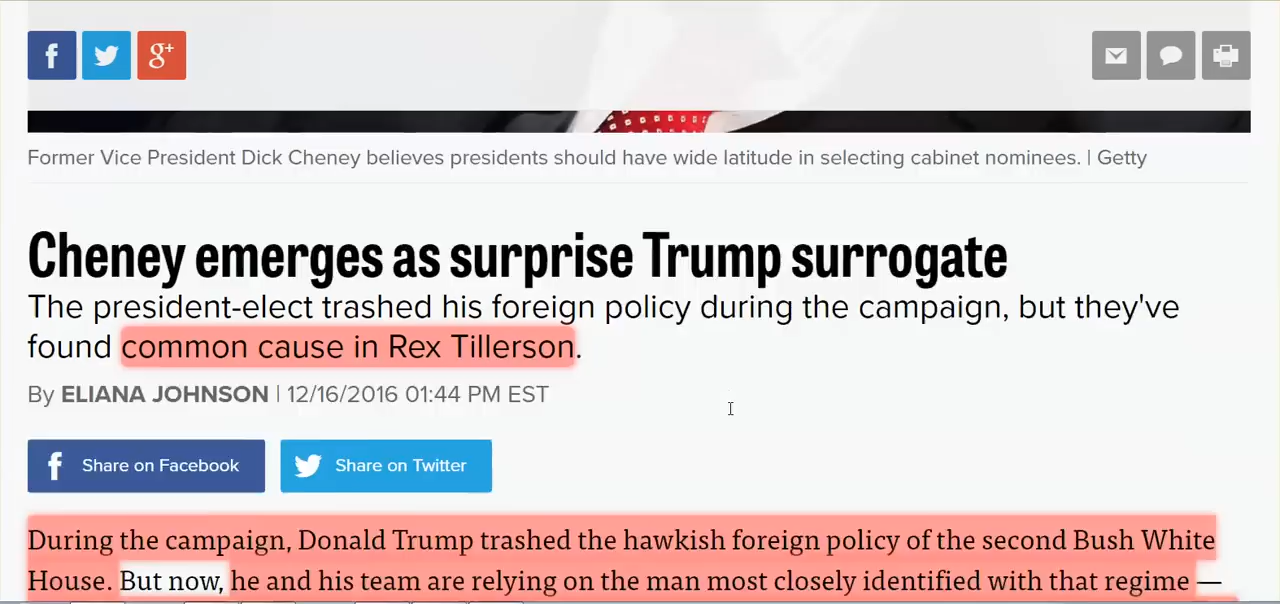 f g+
Former Vice President Dick Cheney believes presidents should have wide latitude in selecting cabinet nominees. | Getty
Cheney emerges as surprise Trump surrogate
The president-elect trashed his foreign policy during the campaign, but they've
found common cause in Rex Tillerson.
By ELIANA JOHNSON | 12/16/2016 01:44 PM EST
f Share on Facebook Share on Twitter
During the campaign, Donald Trump trashed the hawkish foreign policy of the second Bush White
House. But now, he and his team are relying on the man most closely identified with that regime —